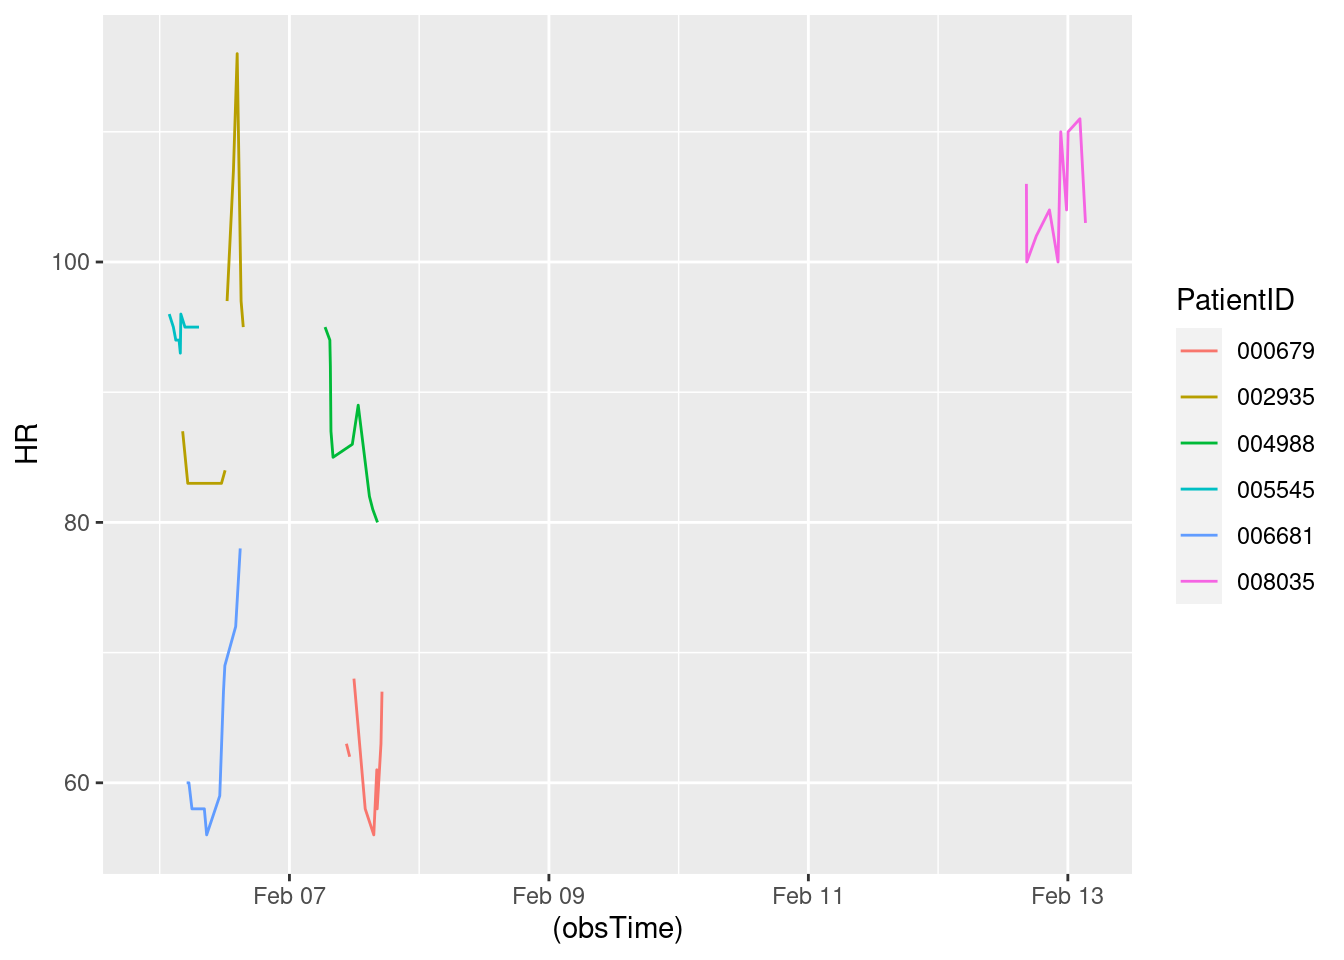 HR
100
80
60
Feb 07
Feb 09
Feb 11
Feb 13
(obsTime)
PatientID
000679
002935
004988
005545
006681
008035